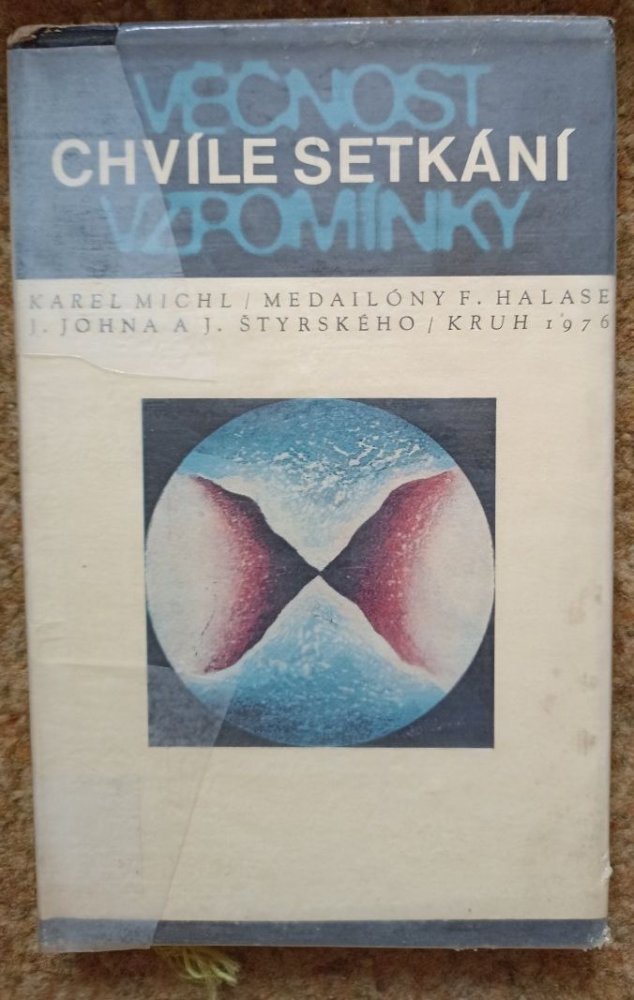 VĚČNOST
CHVÍLE SETKÁNÍ
VZPOMÍNKY
KAREL MICHL / MEDAILÓNY F. HALASE
J. JOHNA A J. ŠTYRSKÉHO / KRUH 1976